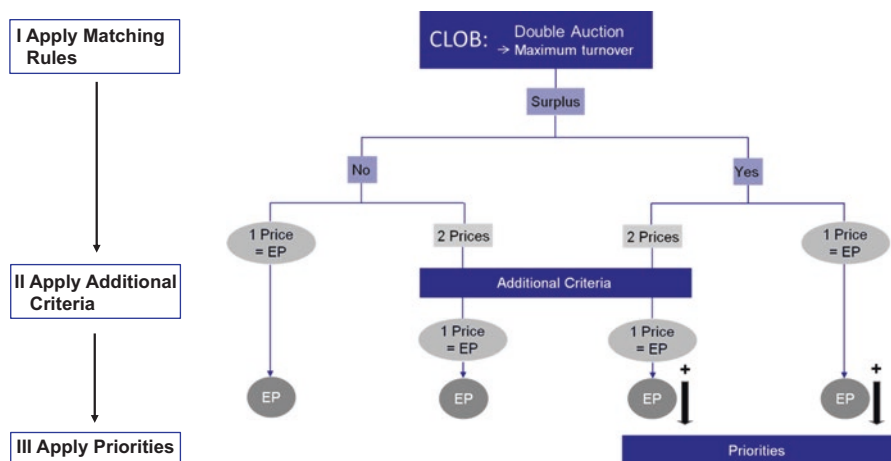 I Apply Matching
Rules
CLOB: Double Auction
→ Maximum turnover
Surplus
No
Yes
1 Price
= EP
2 Prices
2 Prices
1 Price
= EP
II Apply Additional
Criteria
Additional Criteria
1 Price
= EP
1 Price
= EP
EP
EP
EP
+
EP
+
III Apply Priorities
Priorities